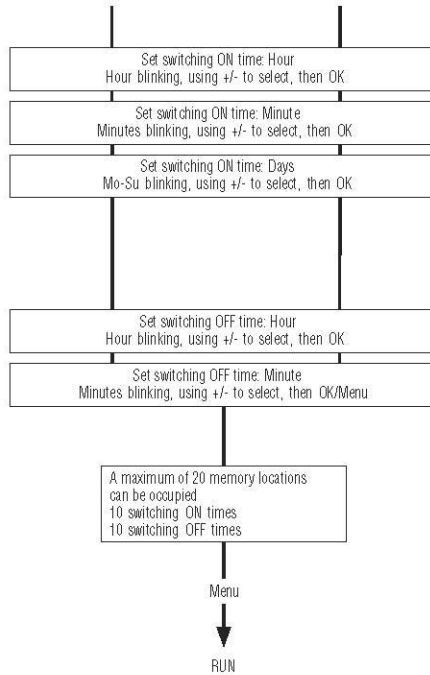 Set switching ON time: Hour
Hour blinking, using +/- to select, then OK
Set switching ON time: Minute
Minutes blinking, using +/- to select, then OK
Set switching ON time: Days
Mo-Su blinking, using +/- to select, then OK
Set switching OFF time: Hour
Hour blinking, using +/- to select, then OK
Set switching OFF time: Minute
Minutes blinking, using +/- to select, then OK/Menu
A maximum of 20 memory locations
can be occupied
10 switching ON times
10 switching OFF times
Menu
RUN